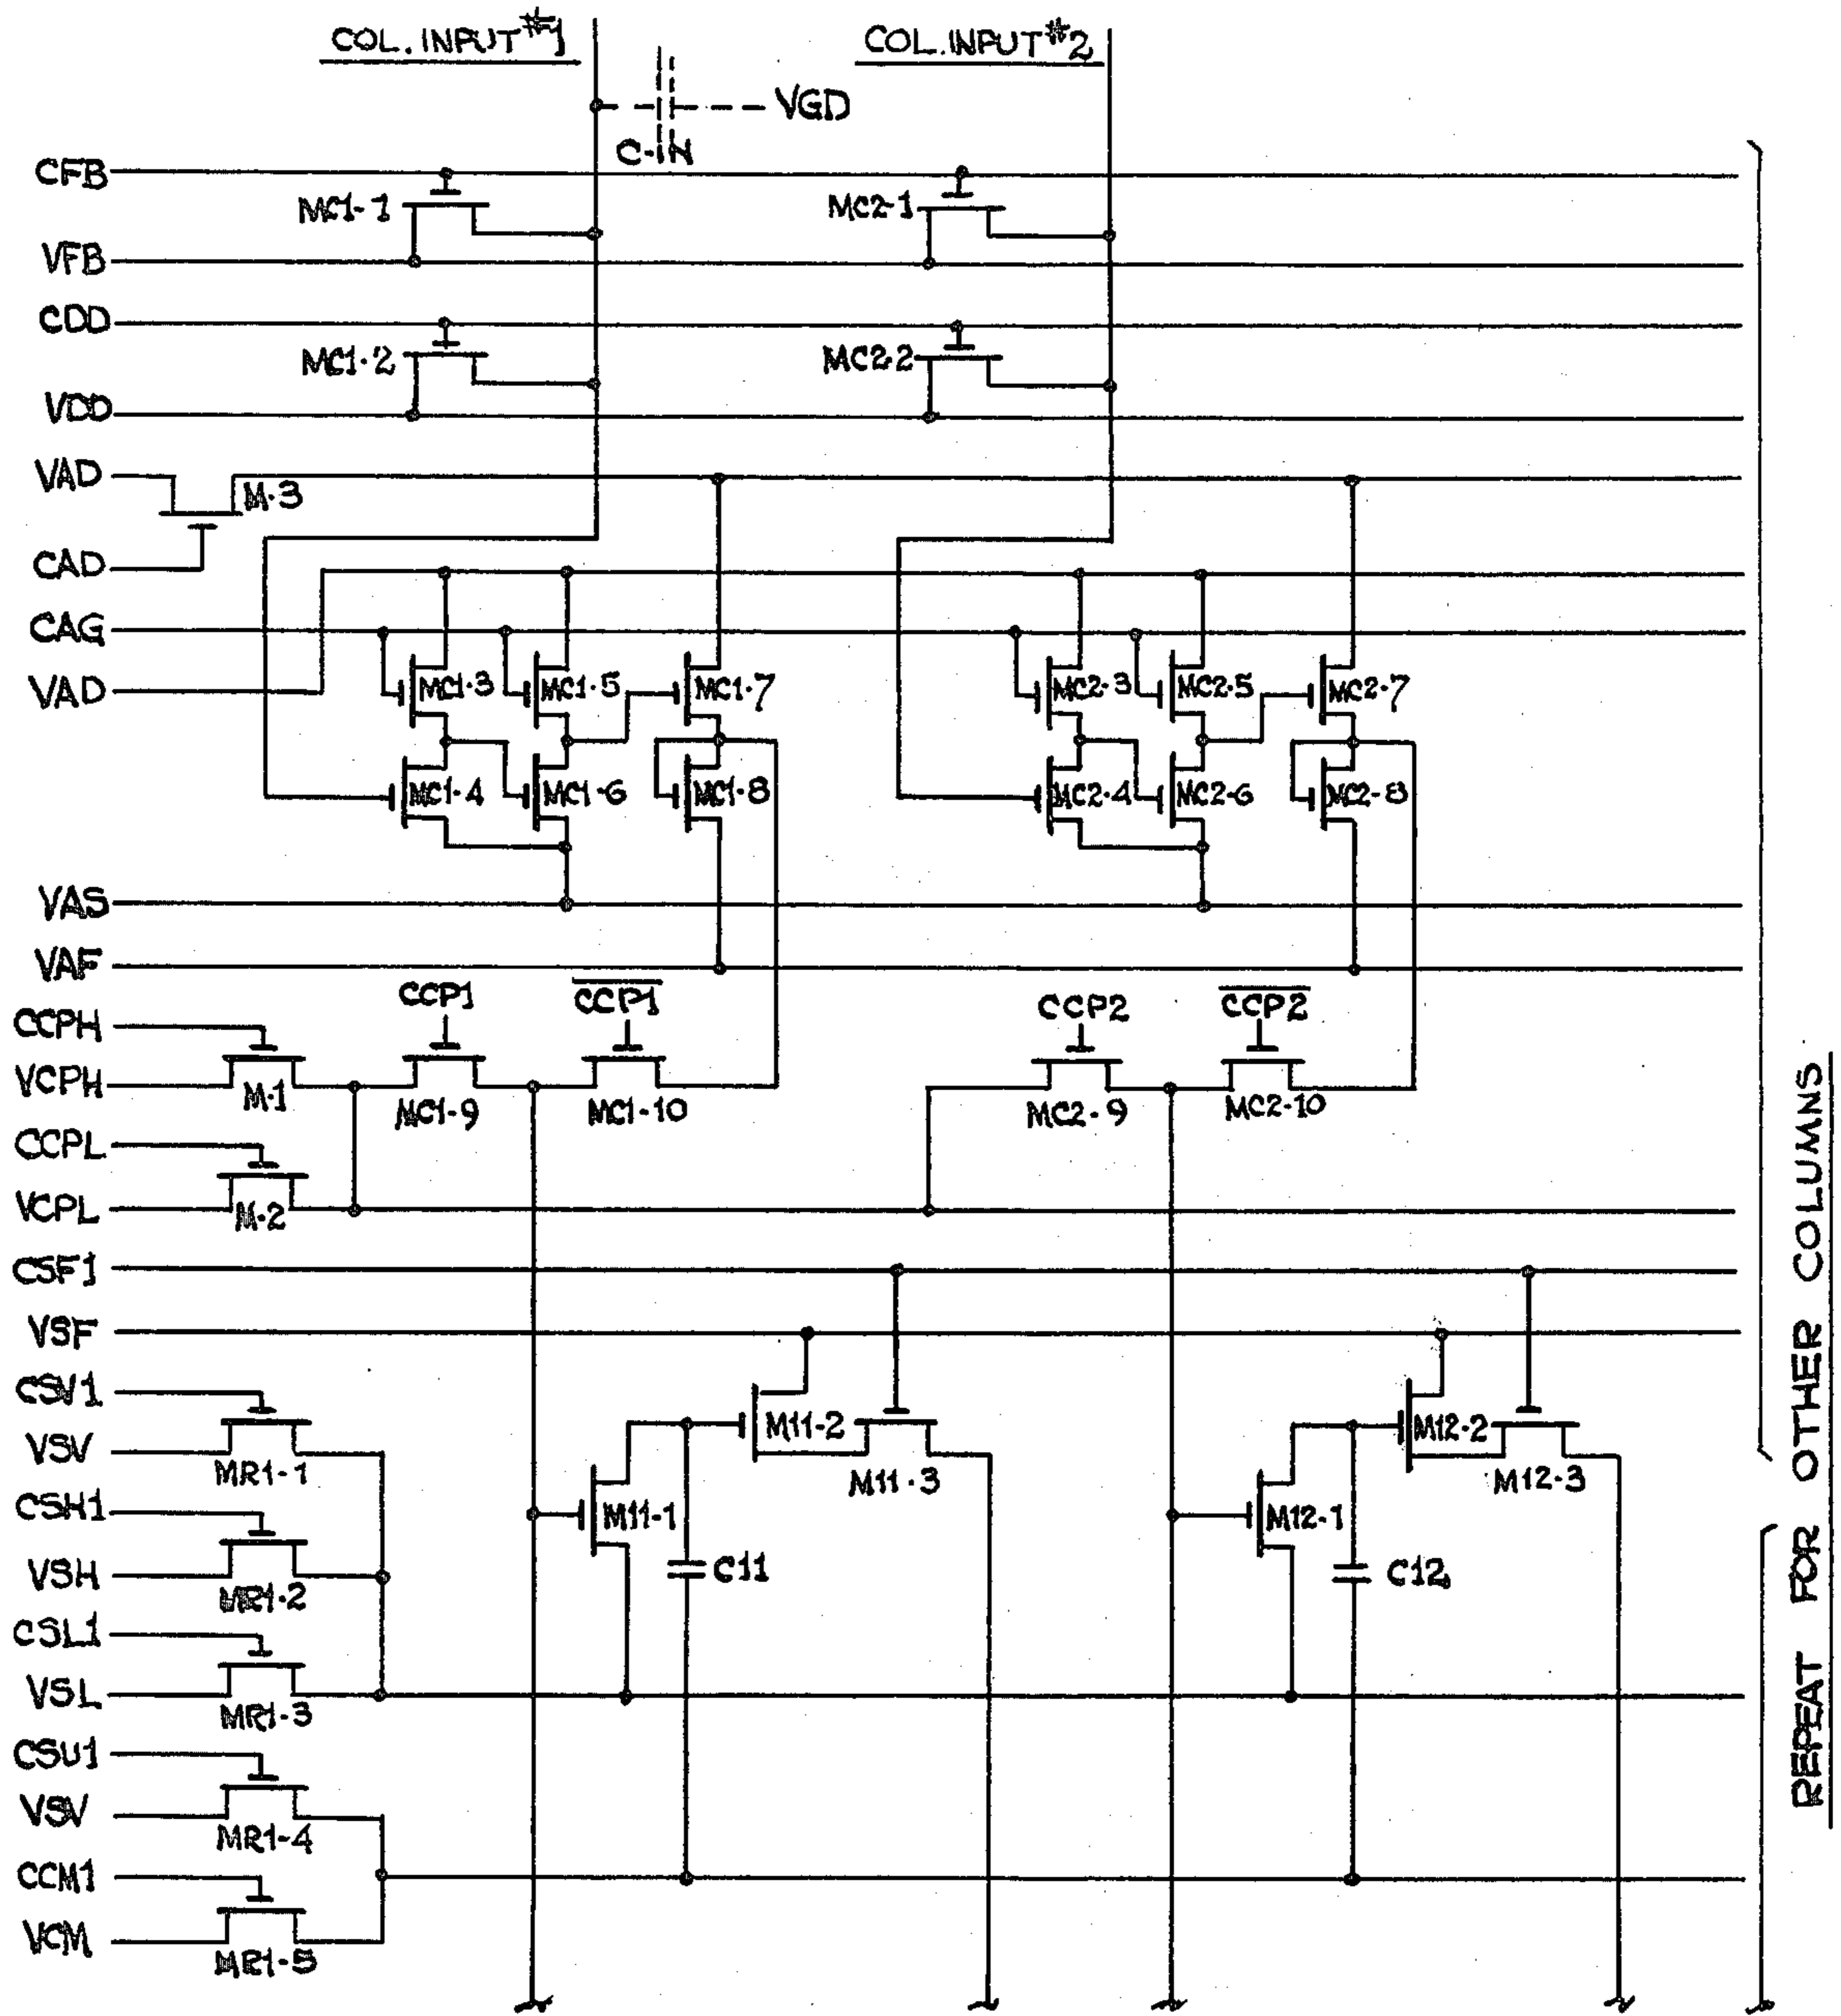 COL. INPUT #1
COL. INPUT #2
VGD
C-IN
CFB
MC1-1
MC2-1
VFB
CDD
MC1-2
MC2-2
VDD
VAD
M-3
CAD
CAG
VAD
MC1-3
MC1-5
MC1-7
MC2-3
MC2-5
MC2-7
MC1-4
MC1-6
MC1-8
MC2-4
MC2-6
MC2-8
VAS
VAF
CCP1
CCP1
CCP2
CCP2
CCPH
VCPH
M-1
MC1-9
MC1-10
MC2-9
MC2-10
CCPL
VCPL
M-2
CSF1
VSF
CSV1
VSV
MR1-1
M11-2
M11-3
M12-2
M12-3
CSH1
M11-1
M12-1
VSH
MR1-2
C11
C12
CSL1
VSL
MR1-3
CSU1
VSV
MR1-4
CCM1
VCM
MR1-5
REPEAT FOR OTHER COLUMNS